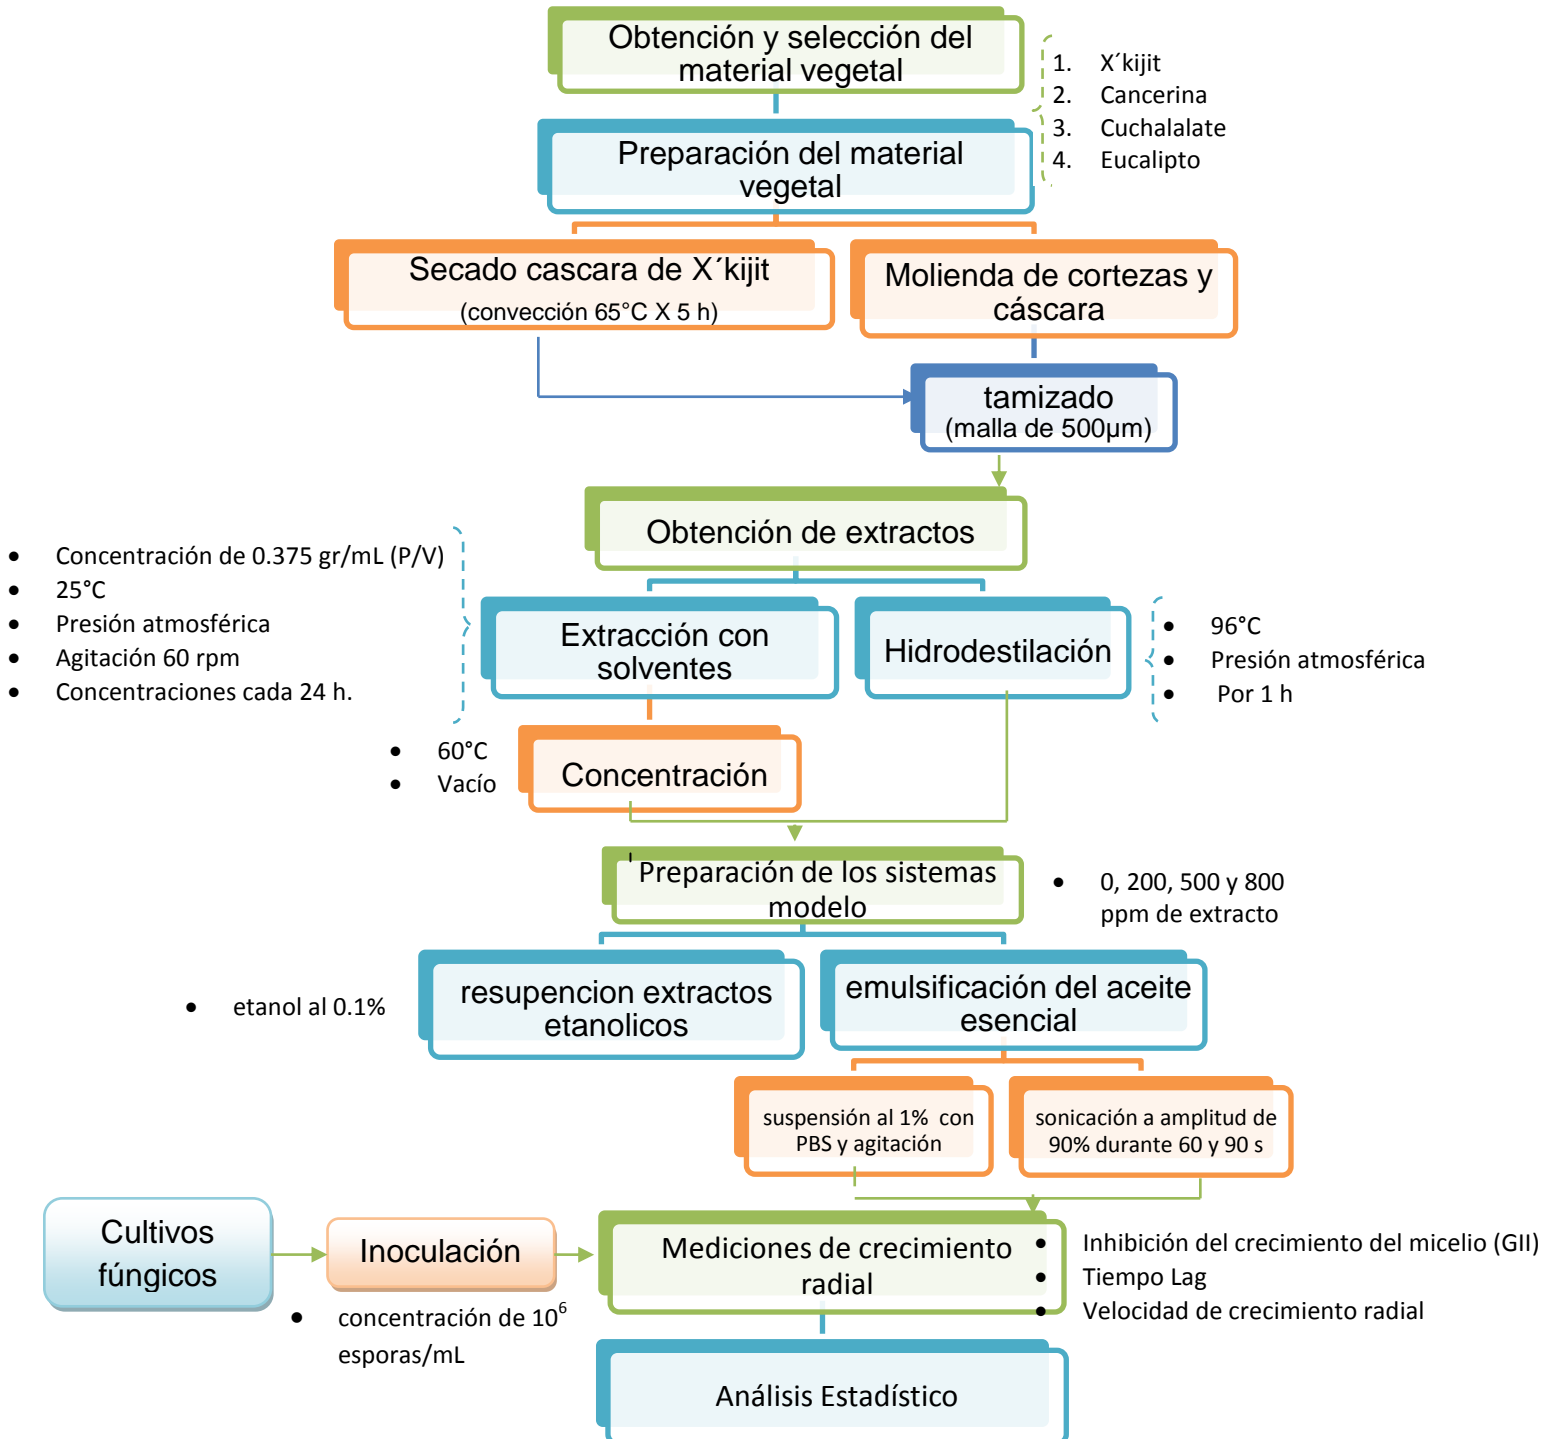 Obtención y selección del
material vegetal
1. X´kijit
2. Cancerina
3. Cuchalalate
4. Eucalipto
Preparación del material
vegetal
Secado cascara de X´kijit
(convección 65°C X 5 h)
Molienda de cortezas y
cáscara
tamizado
(malla de 500µm)
Obtención de extractos
• Concentración de 0.375 gr/mL (P/V)
• 25°C
• Presión atmosférica
• Agitación 60 rpm
• Concentraciones cada 24 h.
Extracción con
solventes
Hidrodestilación
• 96°C
• Presión atmosférica
• Por 1 h
• 60°C
• Vacío
Concentración
Preparación de los sistemas
modelo
• 0, 200, 500 y 800
ppm de extracto
• etanol al 0.1%
resupencion extractos
etanolicos
emulsificación del aceite
esencial
suspensión al 1% con
PBS y agitación
sonicación a amplitud de
90% durante 60 y 90 s
Cultivos
fúngicos
Inoculación
• concentración de 10⁶
esporas/mL
Mediciones de crecimiento
radial
• Inhibición del crecimiento del micelio (GII)
• Tiempo Lag
• Velocidad de crecimiento radial
Análisis Estadístico